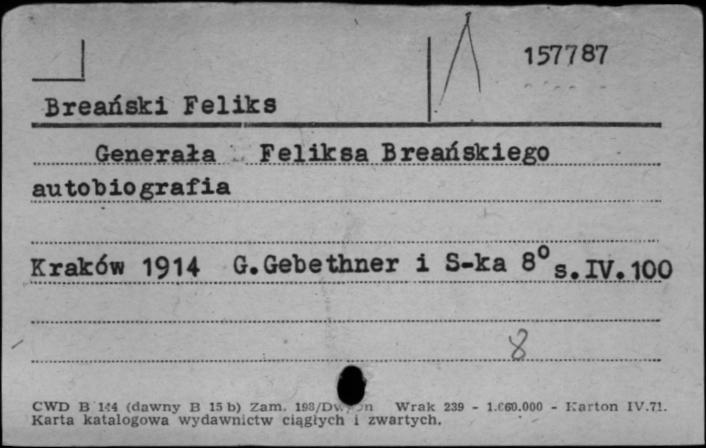 157787
Breański Feliks
Generała Feliksa Breańskiego
autobiografia
Kraków 1914 G.Gebethner i S-ka 8° s.IV.100
8
CWD B 144 (dawny B 15 b) Zam. Wrak 239 - 1.060.000 - Karton IV.71.
Karta katalogowa wydawnictw ciągłych i zwartych.